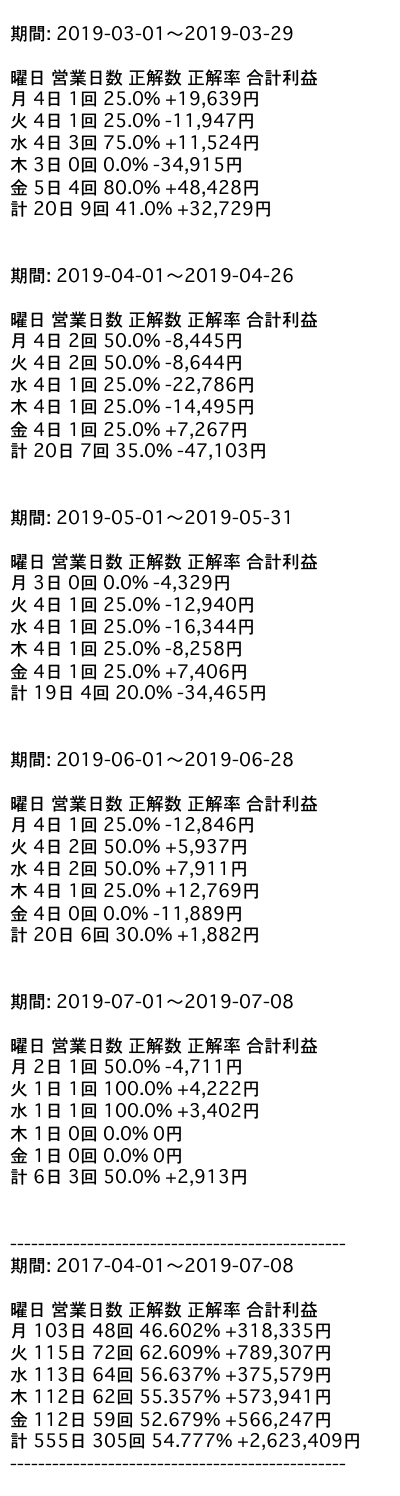 期間: 2019-03-01〜2019-03-29
曜日 営業日数 正解数 正解率 合計利益
月 4日 1回 25.0% +19,639円
火 4日 1回 25.0% -11,947円
水 4日 3回 75.0% +11,524円
木 3日 0回 0.0% -34,915円
金 5日 4回 80.0% +48,428円
計 20日 9回 41.0% +32,729円
期間: 2019-04-01〜2019-04-26
曜日 営業日数 正解数 正解率 合計利益
月 4日 2回 50.0% -8,445円
火 4日 2回 50.0% -8,644円
水 4日 1回 25.0% -22,786円
木 4日 1回 25.0% -14,495円
金 4日 1回 25.0% +7,267円
計 20日 7回 35.0% -47,103円
期間: 2019-05-01〜2019-05-31
曜日 営業日数 正解数 正解率 合計利益
月 3日 0回 0.0% -4,329円
火 4日 1回 25.0% -12,940円
水 4日 1回 25.0% -16,344円
木 4日 1回 25.0% -8,258円
金 4日 1回 25.0% +7,406円
計 19日 4回 20.0% -34,465円
期間: 2019-06-01〜2019-06-28
曜日 営業日数 正解数 正解率 合計利益
月 4日 1回 25.0% -12,846円
火 4日 2回 50.0% +5,937円
水 4日 2回 50.0% +7,911円
木 4日 1回 25.0% +12,769円
金 4日 0回 0.0% -11,889円
計 20日 6回 30.0% +1,882円
期間: 2019-07-01〜2019-07-08
曜日 営業日数 正解数 正解率 合計利益
月 2日 1回 50.0% -4,711円
火 1日 1回 100.0% +4,222円
水 1日 1回 100.0% +3,402円
木 1日 0回 0.0% 0円
金 1日 0回 0.0% 0円
計 6日 3回 50.0% +2,913円
------------------------------------------------
期間: 2017-04-01〜2019-07-08
曜日 営業日数 正解数 正解率 合計利益
月 103日 48回 46.602% +318,335円
火 115日 72回 62.609% +789,307円
水 113日 64回 56.637% +375,579円
木 112日 62回 55.357% +573,941円
金 112日 59回 52.679% +566,247円
計 555日 305回 54.777% +2,623,409円
------------------------------------------------